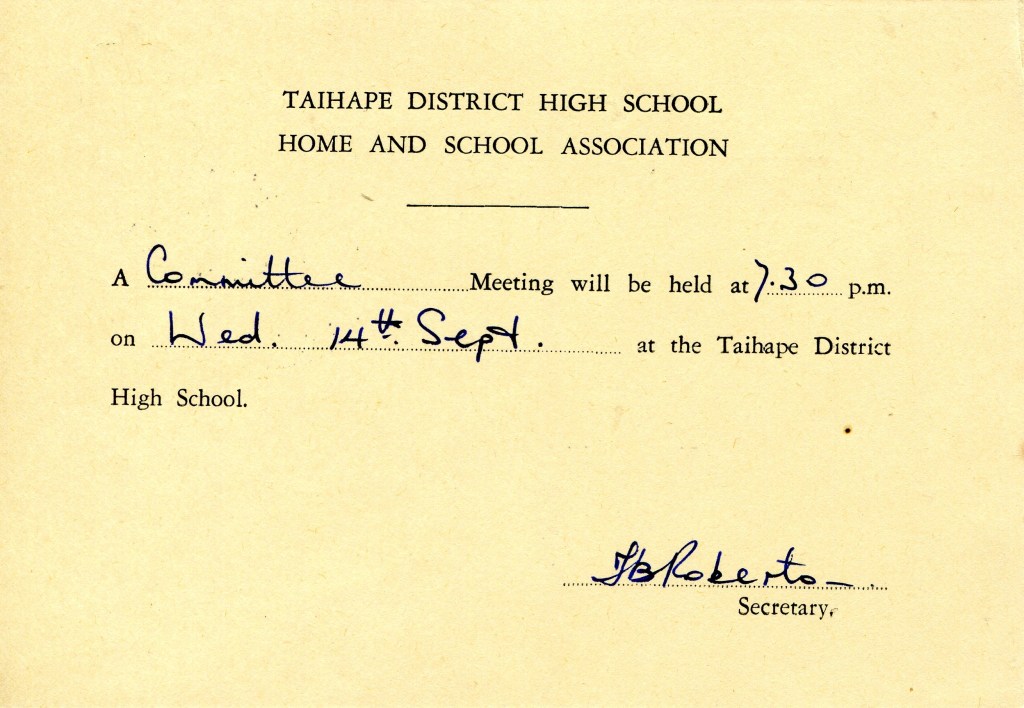 TAIHAPE DISTRICT HIGH SCHOOL
HOME AND SCHOOL ASSOCIATION
A Committee Meeting will be held at 7.30 p.m.
on Wed. 14th. Sept. at the Taihape District
High School.
Roberts
Secretary.